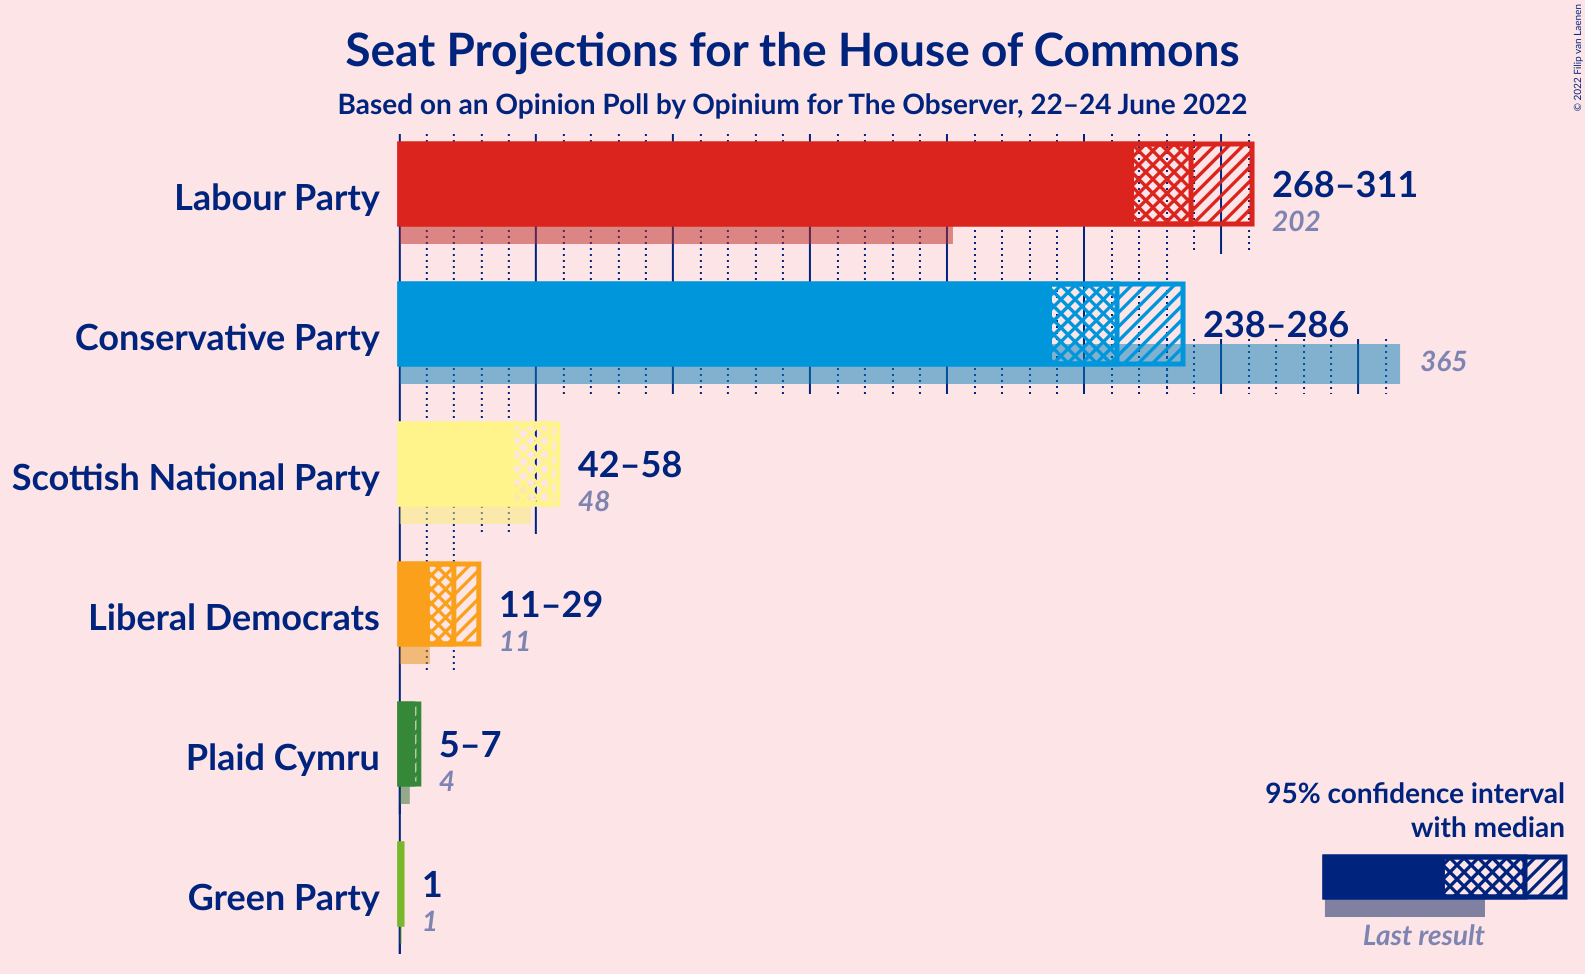 Seat Projections for the House of Commons
Based on an Opinion Poll by Opinium for The Observer, 22–24 June 2022
© 2022 Filip van Laenen
Labour Party
268–311
202
Conservative Party
238–286
365
Scottish National Party
42–58
48
Liberal Democrats
11–29
11
Plaid Cymru
5–7
4
Green Party
1
1
95% confidence interval
with median
Last result